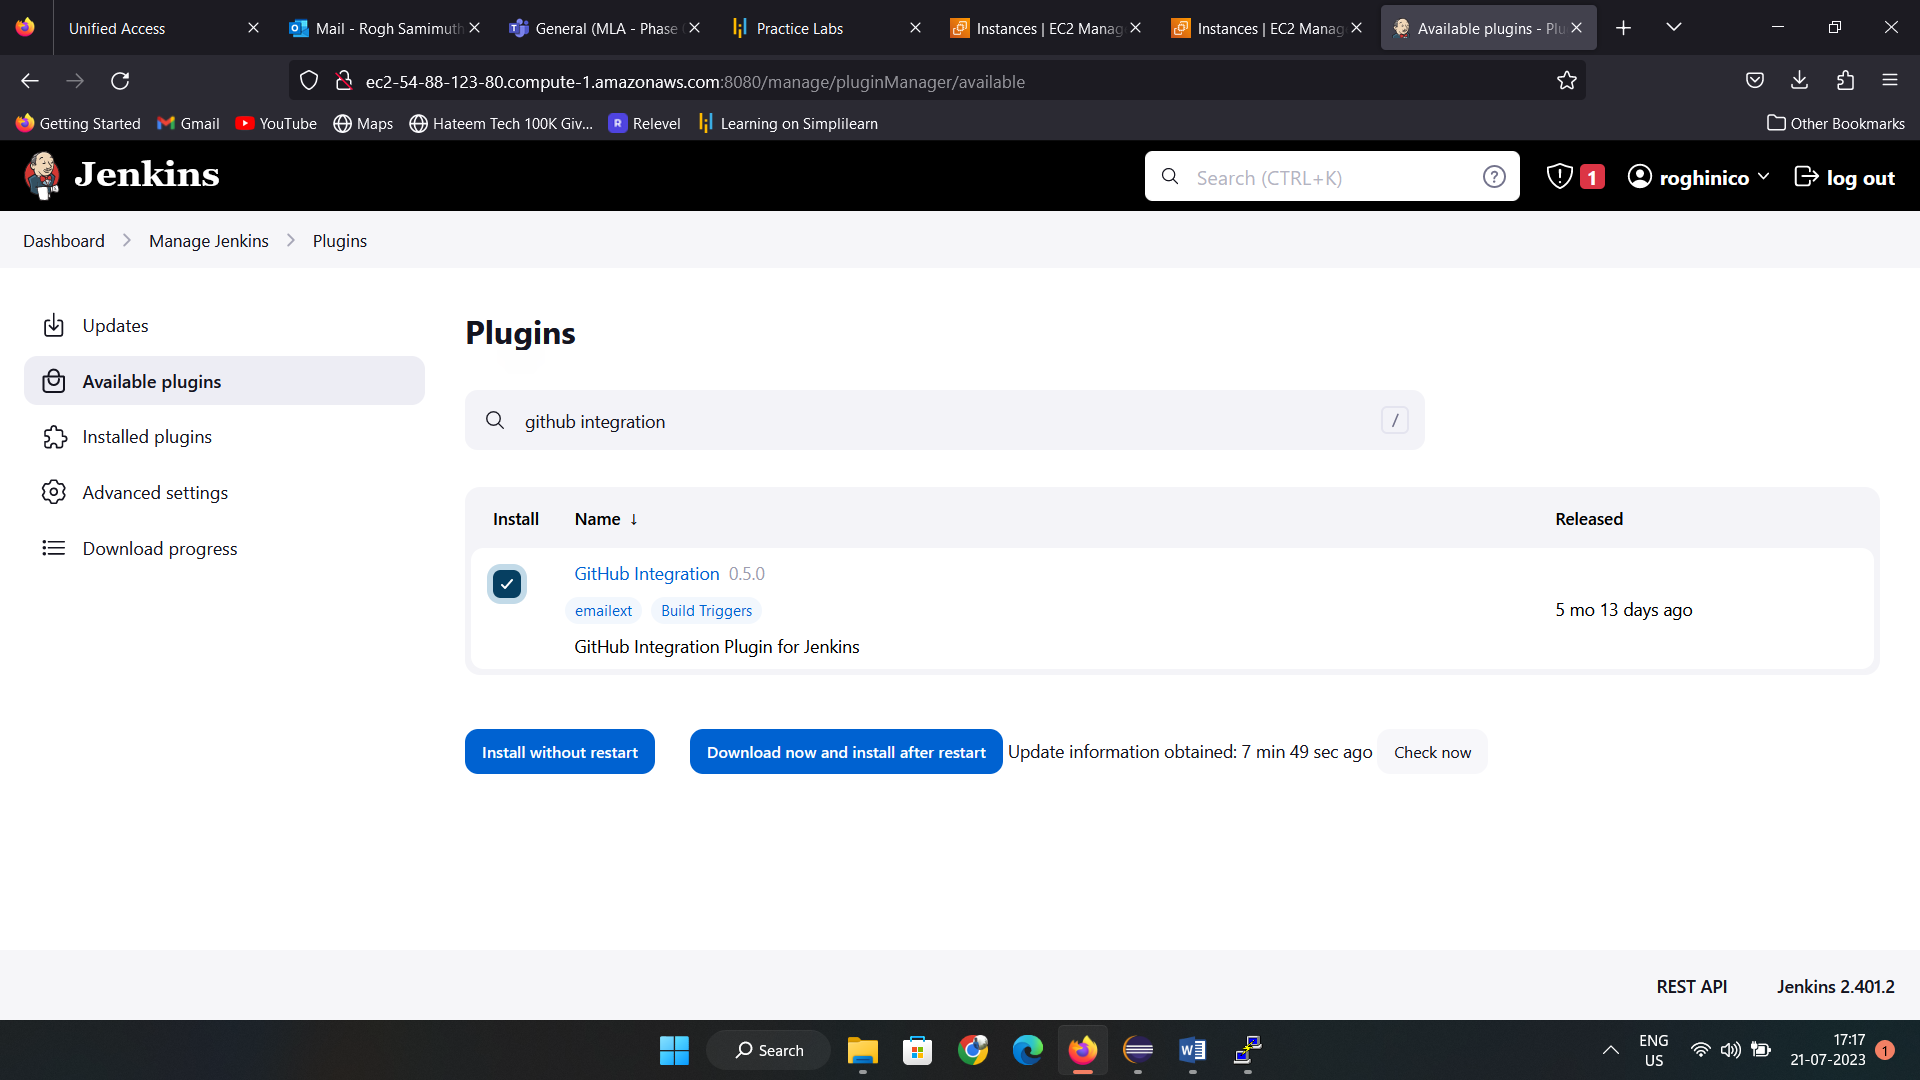 Unified Access
Mail - Rogh Samimuth
General (MLA - Phase
Practice Labs
Instances | EC2 Manag
Instances | EC2 Manag
Available plugins - Plu
ec2-54-88-123-80.compute-1.amazonaws.com:8080/manage/pluginManager/available
Getting Started
Gmail
YouTube
Maps
Hateem Tech 100K Giv...
R Relevel
Learning on Simplilearn
Other Bookmarks
Jenkins
Search (CTRL+K)
?
1
roghinico
log out
Dashboard
Manage Jenkins
Plugins
Updates
Available plugins
Installed plugins
Advanced settings
Download progress
Plugins
github integration
/
Install
Name ↓
Released
GitHub Integration 0.5.0
emailext
Build Triggers
GitHub Integration Plugin for Jenkins
5 mo 13 days ago
Install without restart
Download now and install after restart
Update information obtained: 7 min 49 sec ago
Check now
REST API
Jenkins 2.401.2
Search
ENG
US
17:17
21-07-2023
1